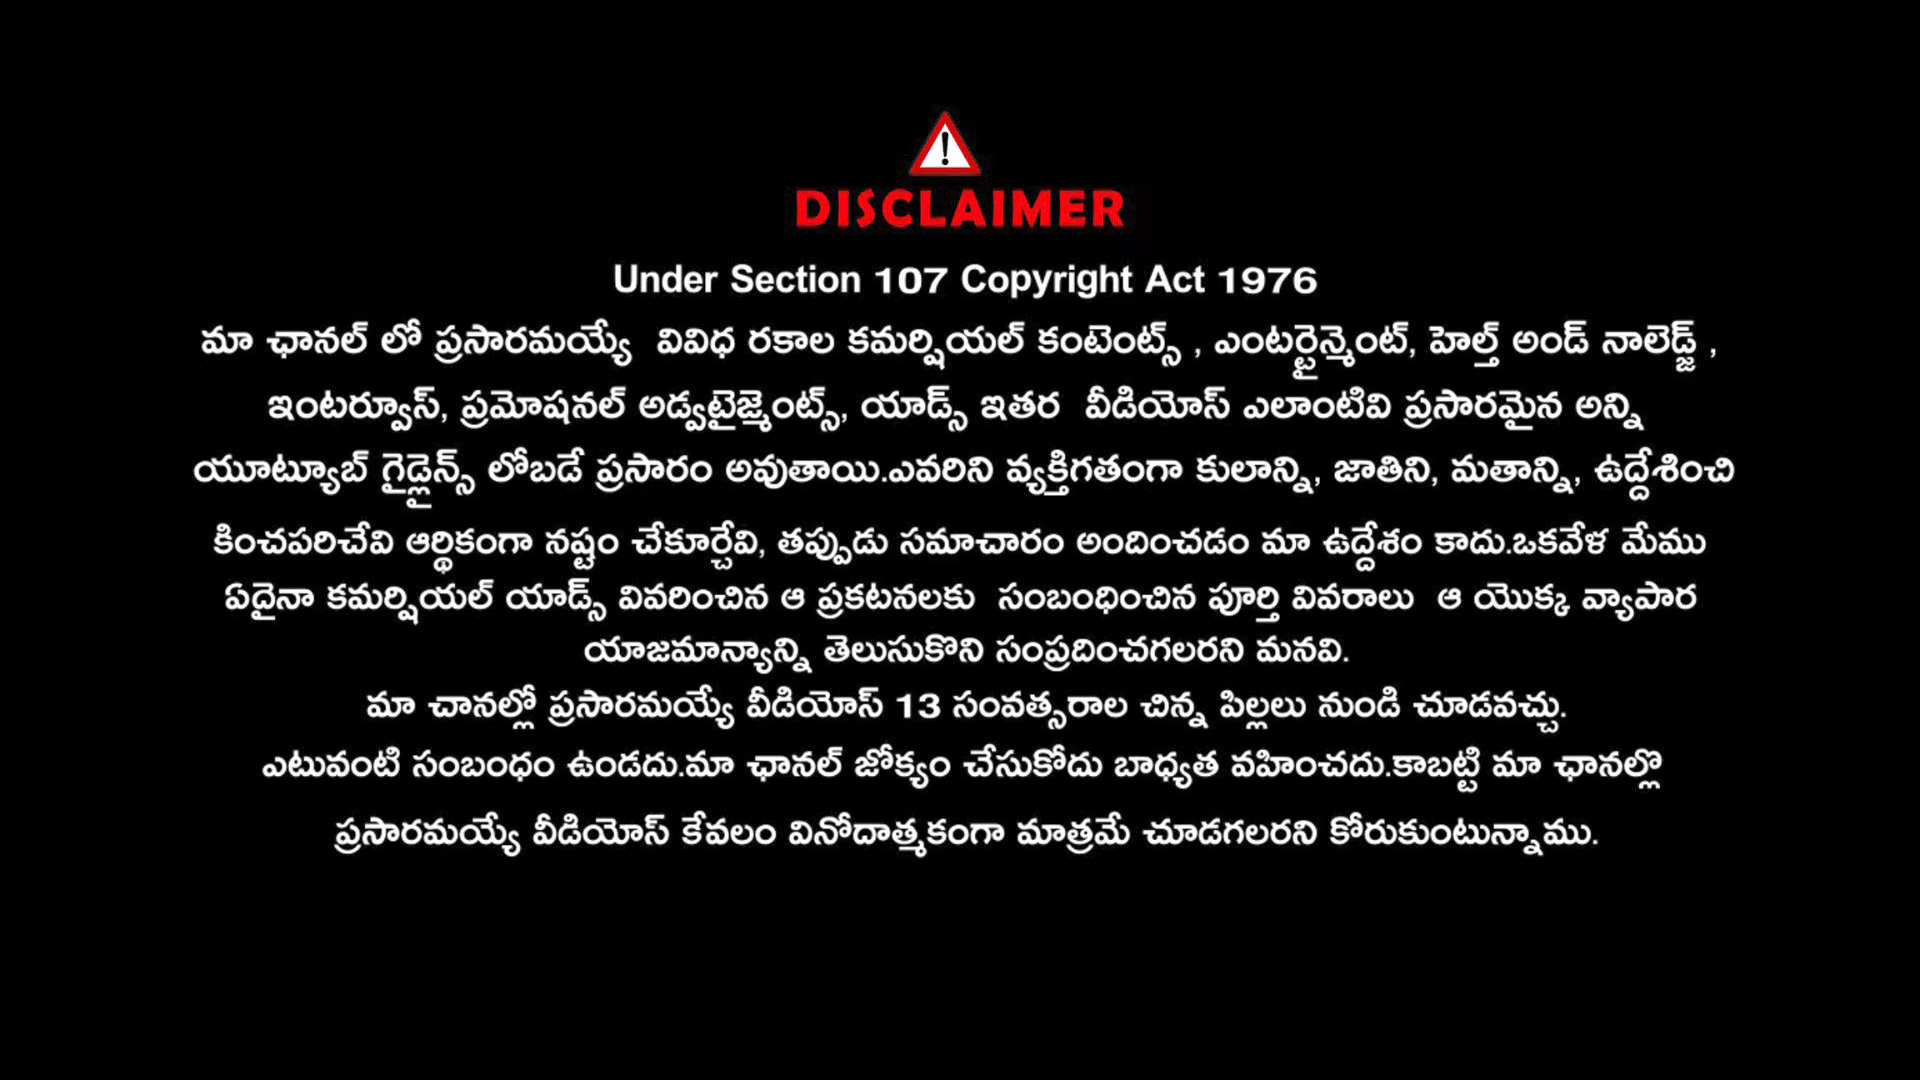 DISCLAIMER
Under Section 107 Copyright Act 1976
మా ఛానల్ లో ప్రసారమయ్యే వివిధ రకాల కమర్షియల్ కంటెంట్స్ , ఎంటర్టైన్మెంట్, హెల్త్ అండ్ నాలెడ్జ్ ,
ఇంటర్వూస్, ప్రమోషనల్ అడ్వటైజ్మెంట్స్, యాడ్స్ ఇతర వీడియోస్ ఎలాంటివి ప్రసారమైన అన్ని
యూట్యూబ్ గైడ్లైన్స్ లోబడే ప్రసారం అవుతాయి.ఎవరిని వ్యక్తిగతంగా కులాన్ని, జాతిని, మతాన్ని, ఉద్దేశించి
కించపరిచేవి ఆర్థికంగా నష్టం చేకూర్చేవి, తప్పుడు సమాచారం అందించడం మా ఉద్దేశం కాదు.ఒకవేళ మేము
ఏదైనా కమర్షియల్ యాడ్స్ వివరించిన ఆ ప్రకటనలకు సంబంధించిన పూర్తి వివరాలు ఆ యొక్క వ్యాపార
యాజమాన్యాన్ని తెలుసుకొని సంప్రదించగలరని మనవి.
మా చానల్లో ప్రసారమయ్యే వీడియోస్ 13 సంవత్సరాల చిన్న పిల్లలు నుండి చూడవచ్చు.
ఎటువంటి సంబంధం ఉండదు.మా ఛానల్ జోక్యం చేసుకోదు బాధ్యత వహించదు.కాబట్టి మా ఛానల్లొ
ప్రసారమయ్యే వీడియోస్ కేవలం వినోదాత్మకంగా మాత్రమే చూడగలరని కోరుకుంటున్నాము.